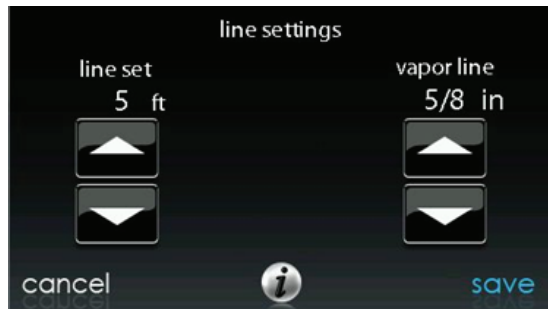 line settings
line set
5 ft
vapor line
5/8 in
cancel
i
save